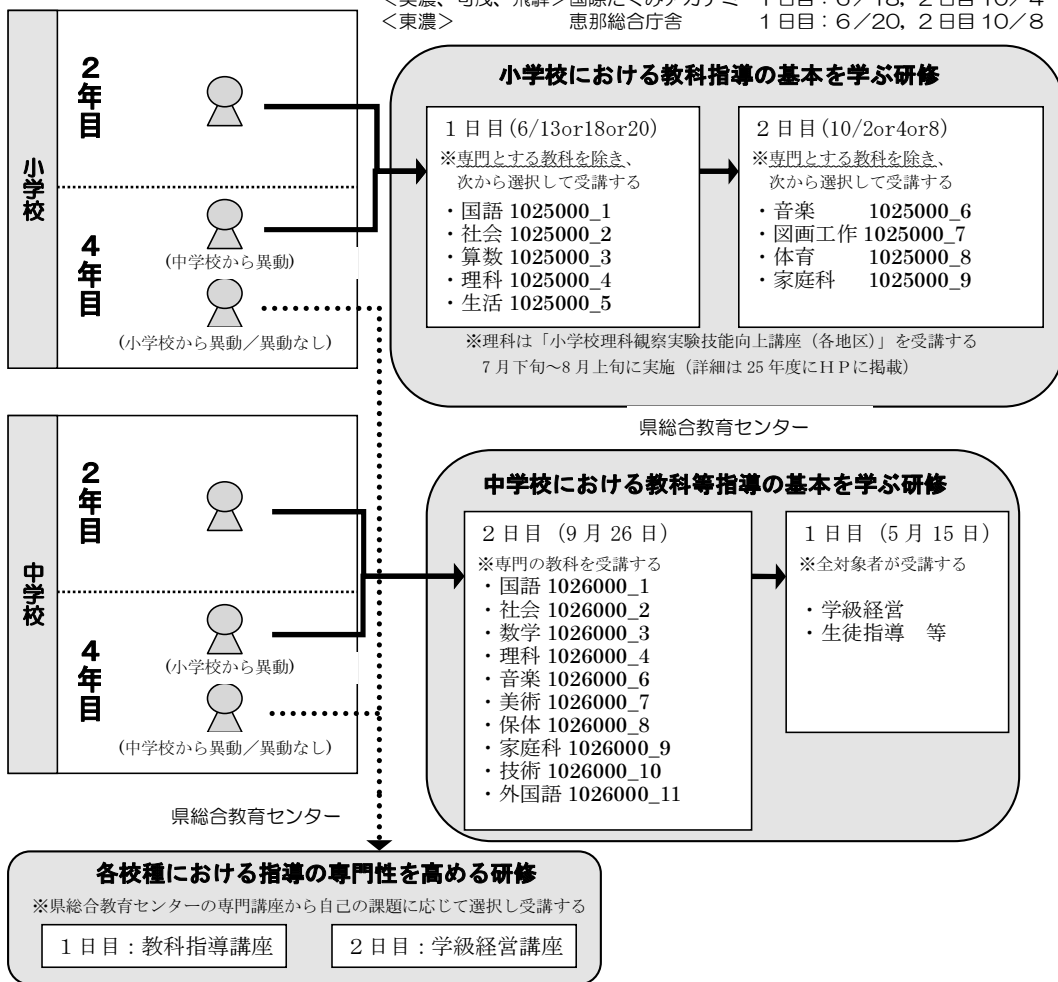 ＜東濃＞ 恵那総合庁舎 １日目：６／20，２日目 10／８
小学校
２年目
４年目
(中学校から異動)
(小学校から異動／異動なし)
小学校における教科指導の基本を学ぶ研修
１日目(6/13or18or20)
※専門とする教科を除き、
次から選択して受講する
・国語 1025000_1
・社会 1025000_2
・算数 1025000_3
・理科 1025000_4
・生活 1025000_5
２日目(10/2or4or8)
※専門とする教科を除き、
次から選択して受講する
・音楽 1025000_6
・図画工作 1025000_7
・体育 1025000_8
・家庭科 1025000_9
※理科は「小学校理科観察実験技能向上講座（各地区）」を受講する
７月下旬～８月上旬に実施（詳細は 25 年度にＨＰに掲載）
県総合教育センター
中学校
２年目
４年目
(小学校から異動)
(中学校から異動／異動なし)
中学校における教科等指導の基本を学ぶ研修
２日目（９月 26 日）
※専門の教科を受講する
・国語 1026000_1
・社会 1026000_2
・数学 1026000_3
・理科 1026000_4
・音楽 1026000_6
・美術 1026000_7
・保体 1026000_8
・家庭科 1026000_9
・技術 1026000_10
・外国語 1026000_11
１日目（５月 15 日）
※全対象者が受講する
・学級経営
・生徒指導 等
県総合教育センター
各校種における指導の専門性を高める研修
※県総合教育センターの専門講座から自己の課題に応じて選択し受講する
１日目：教科指導講座
２日目：学級経営講座